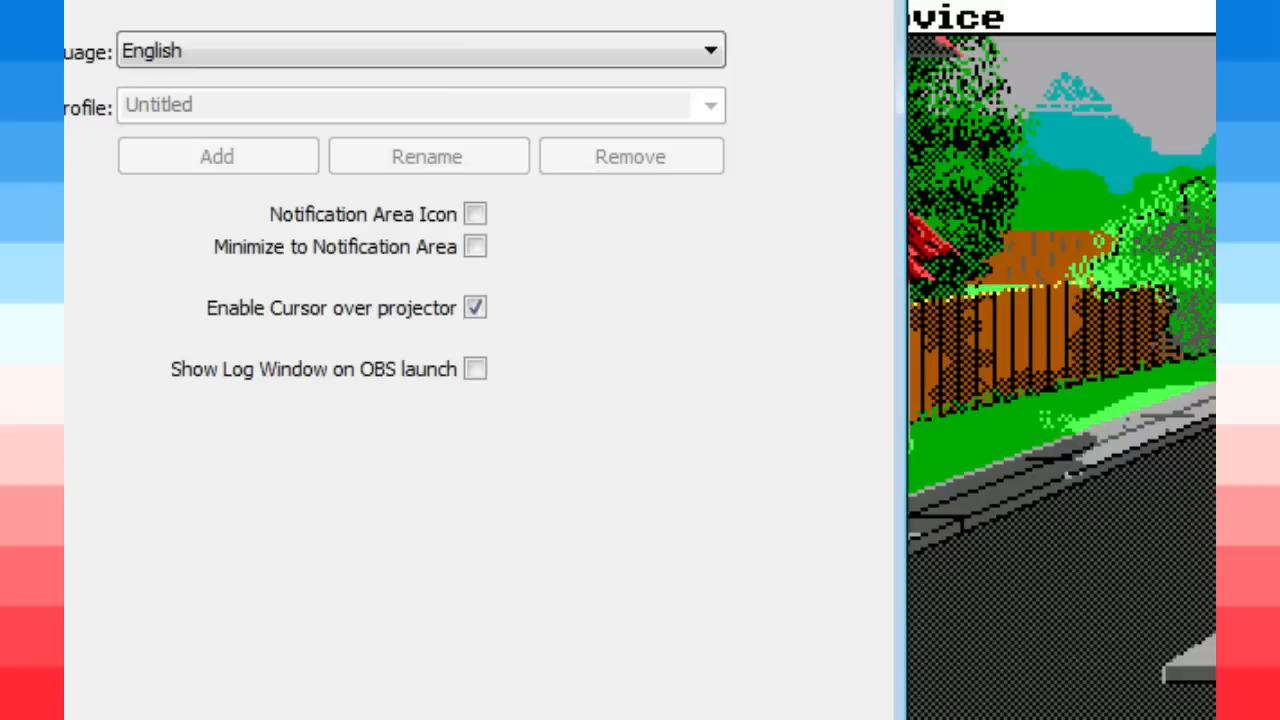 vice
uage: English
rofile: Untitled
Add Rename Remove
Notification Area Icon
Minimize to Notification Area
Enable Cursor over projector
Show Log Window on OBS launch